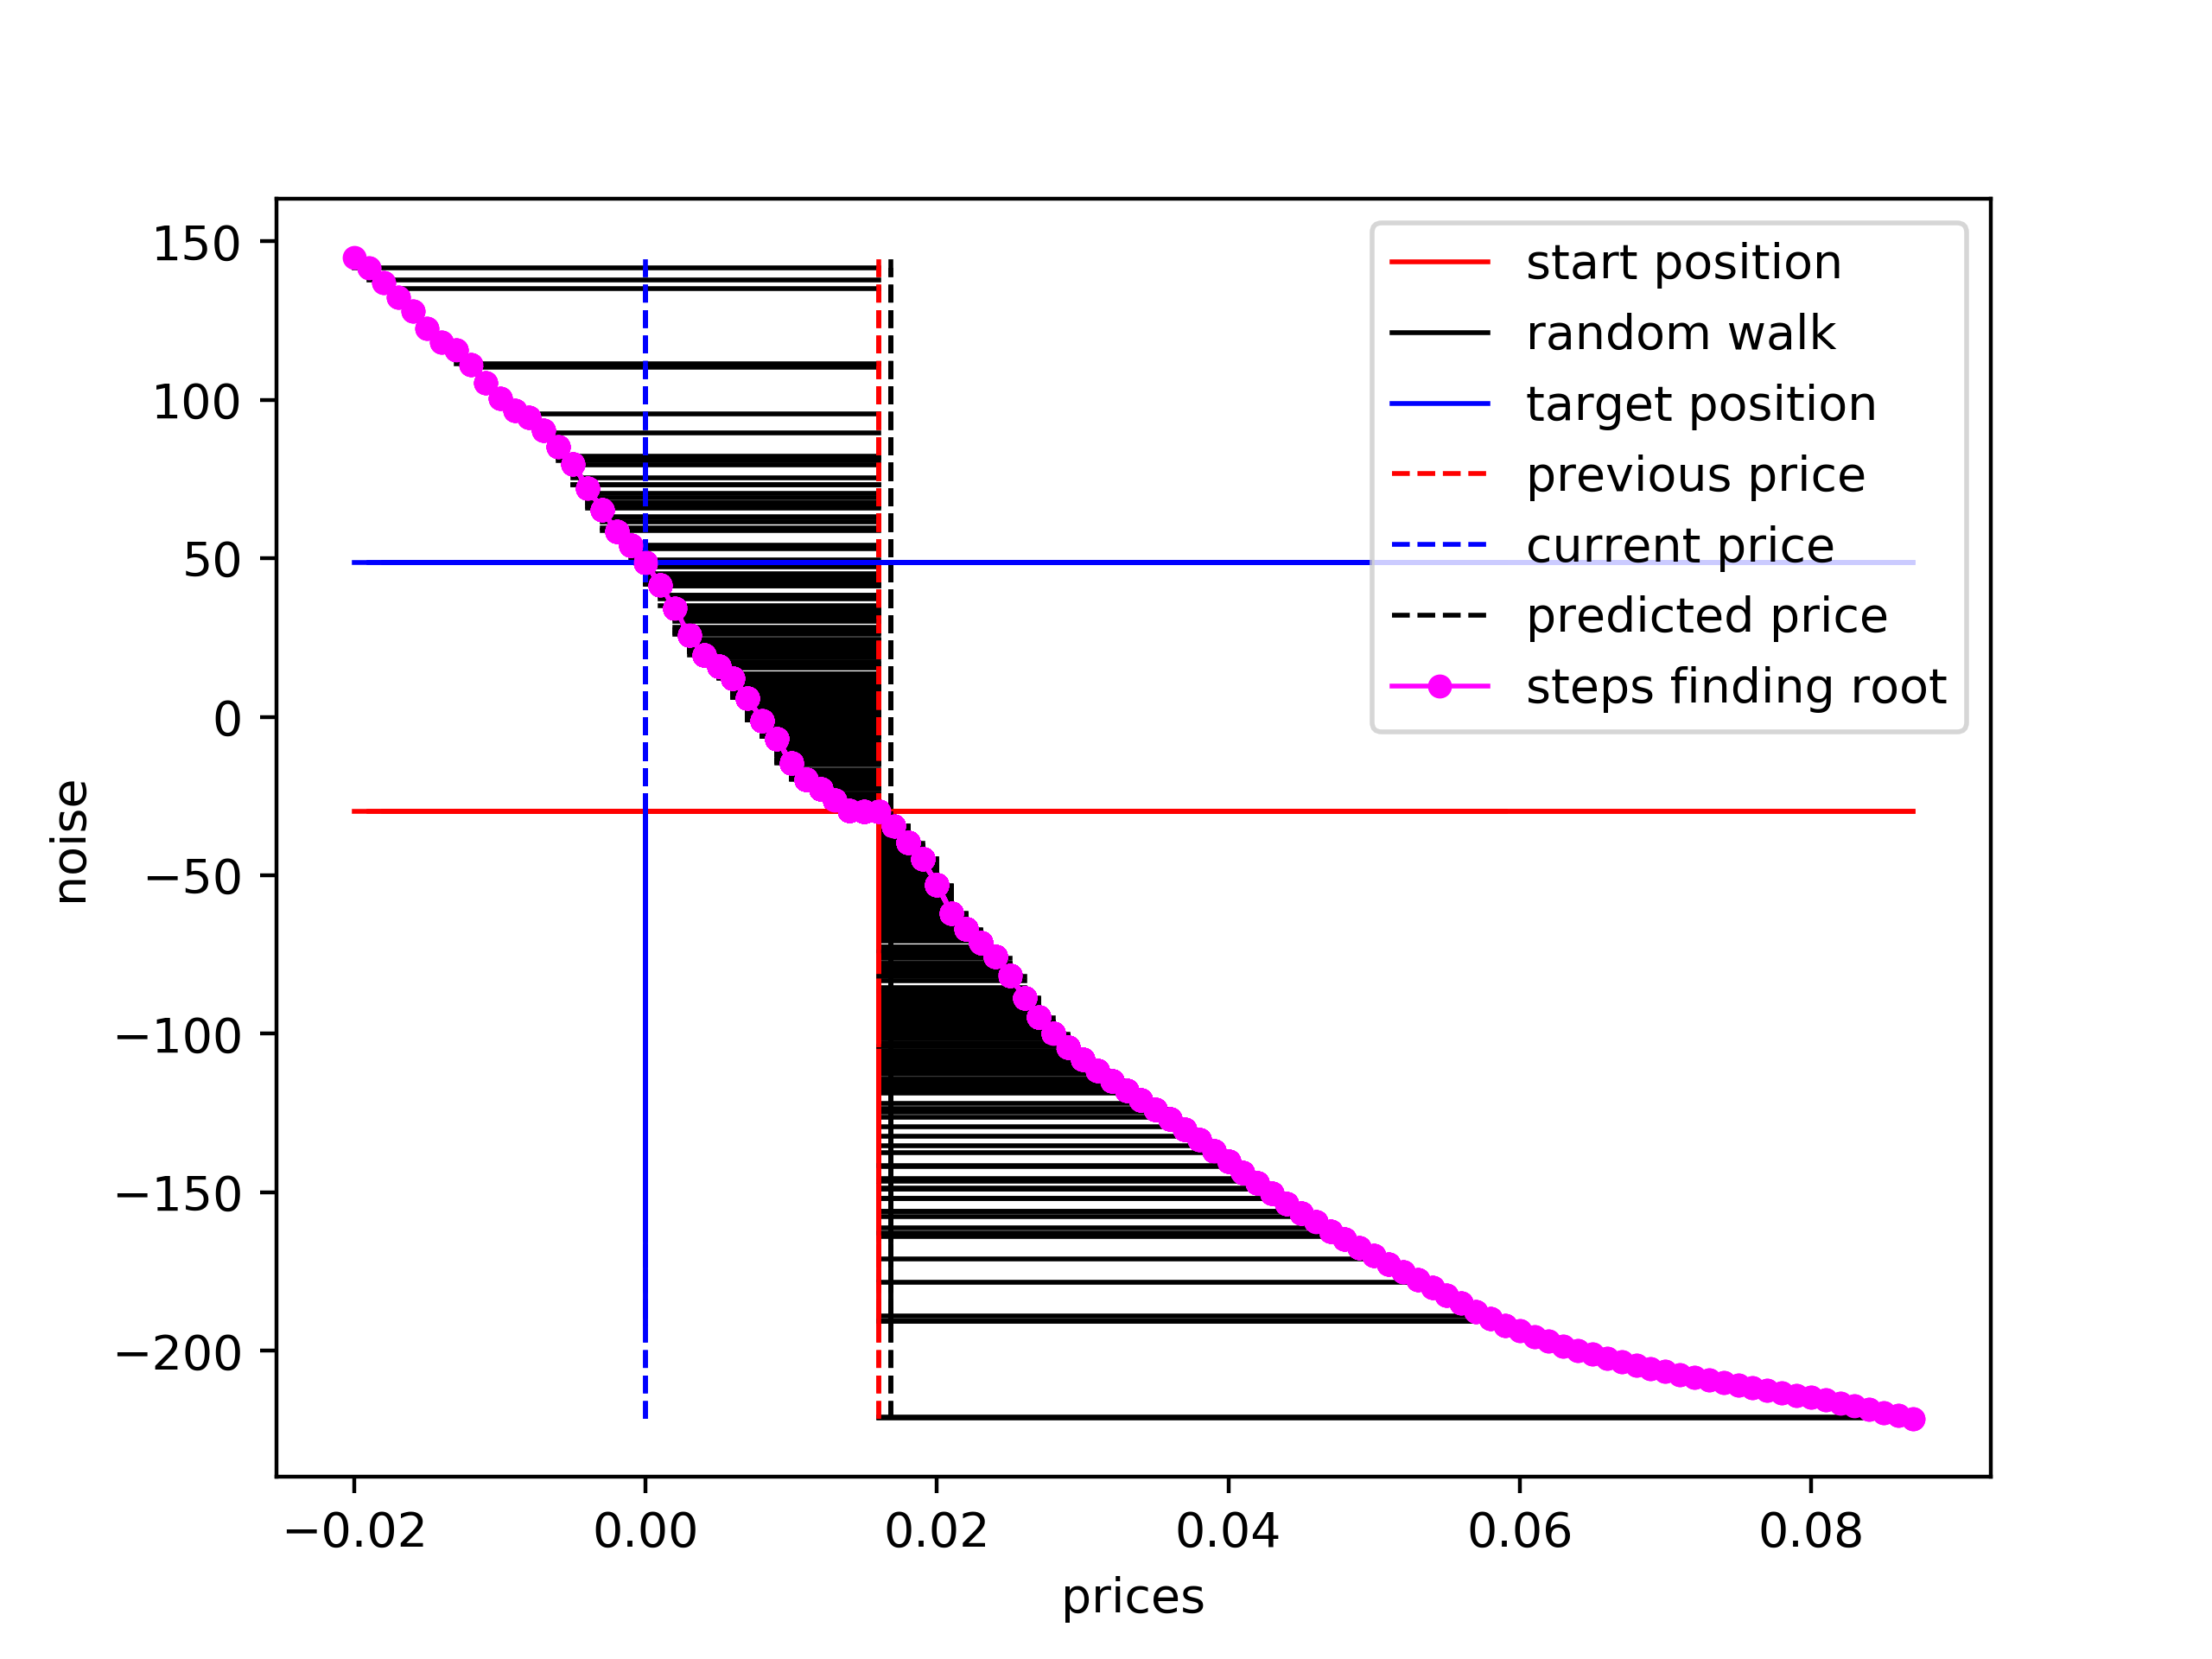 150
100
50
0
−50
−100
−150
−200
noise
−0.02
0.00
0.02
0.04
0.06
0.08
prices
start position
random walk
target position
previous price
current price
predicted price
steps finding root